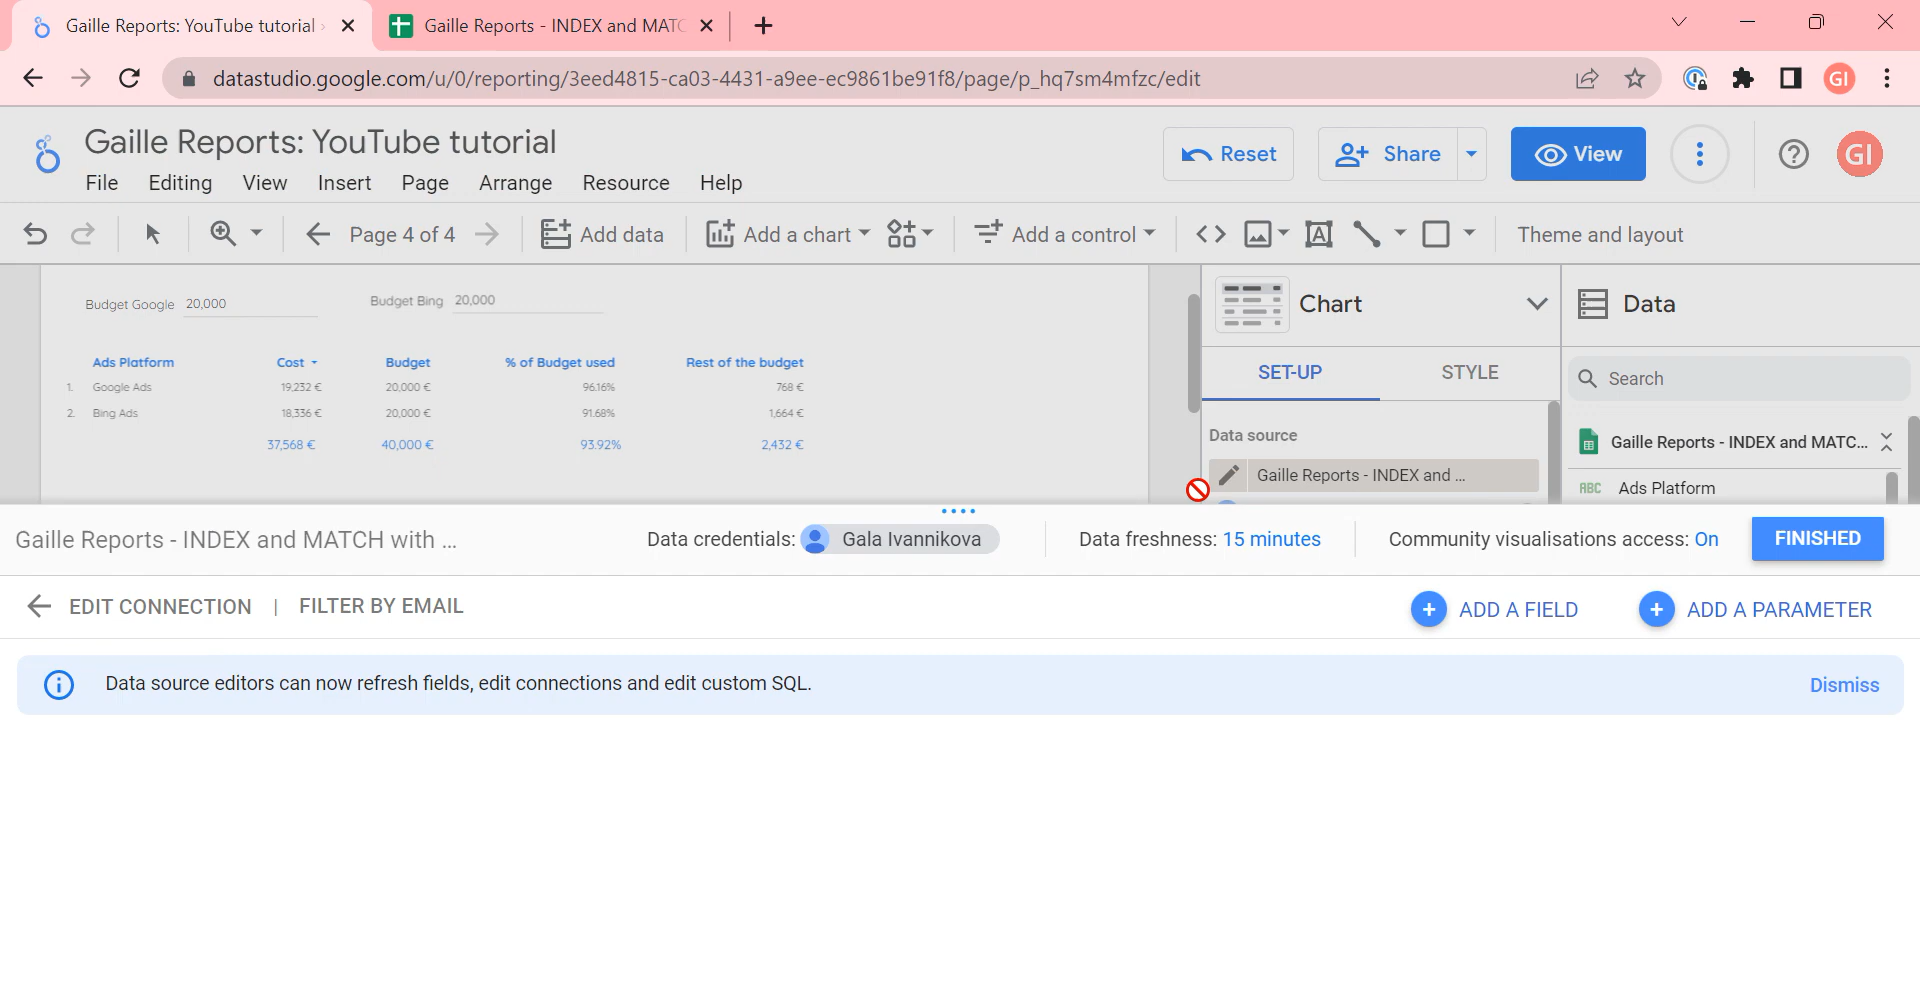 Gaille Reports: YouTube tutorial
Gaille Reports - INDEX and MATC
datastudio.google.com/u/0/reporting/3eed4815-ca03-4431-a9ee-ec9861be91f8/page/p_hq7sm4mfzc/edit
GI
Gaille Reports: YouTube tutorial
Reset
Share
View
GI
File Editing View Insert Page Arrange Resource Help
Page 4 of 4
Add data
Add a chart
Add a control
Theme and layout
Budget Google 20,000
Budget Bing 20,000
Ads Platform Cost Budget % of Budget used Rest of the budget
1. Google Ads 19,232 € 20,000 € 96.16% 768 €
2. Bing Ads 18,336 € 20,000 € 91.68% 1,664 €
37,568 € 40,000 € 93.92% 2,432 €
Chart
SET-UP STYLE
Data source
Gaille Reports - INDEX and ...
Data
Search
Gaille Reports - INDEX and MATC...
ABC Ads Platform
Gaille Reports - INDEX and MATCH with ...
Data credentials: Gala Ivannikova
Data freshness: 15 minutes
Community visualisations access: On
FINISHED
EDIT CONNECTION | FILTER BY EMAIL
ADD A FIELD
ADD A PARAMETER
Data source editors can now refresh fields, edit connections and edit custom SQL.
Dismiss